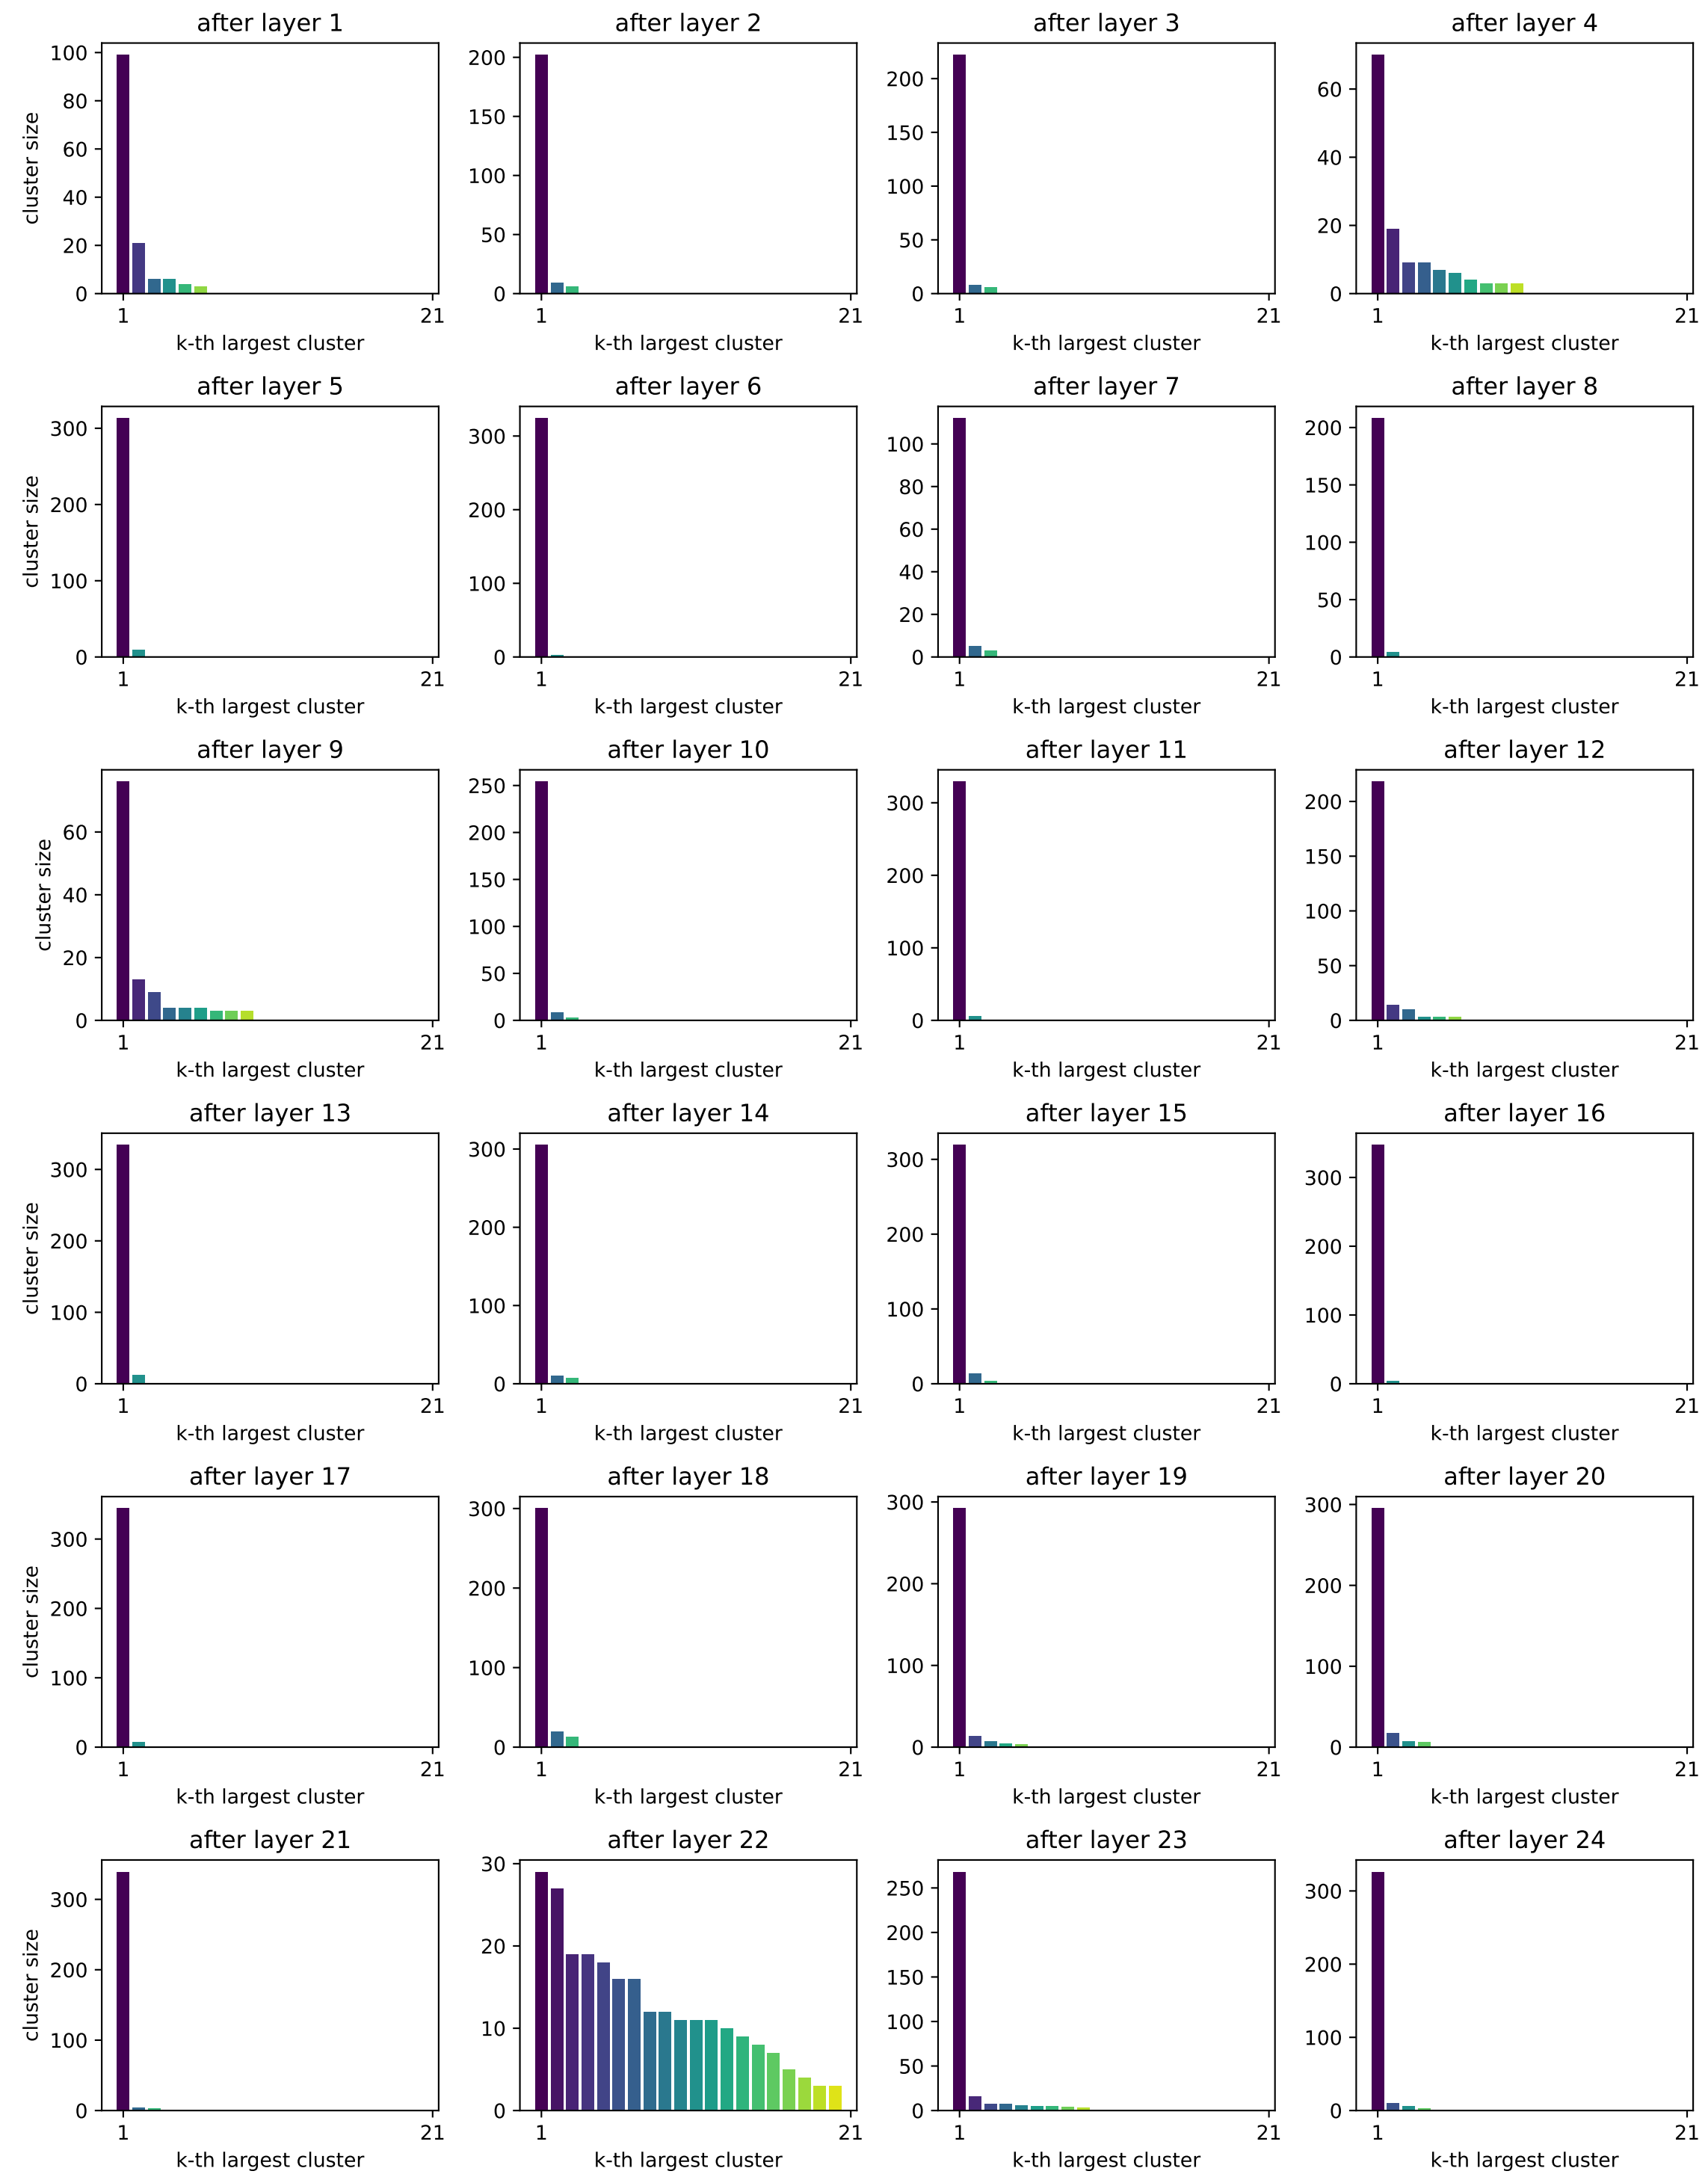 after layer 1
100
80
60
40
20
0
cluster size
1 21
k-th largest cluster
after layer 2
200
150
100
50
0
1 21
k-th largest cluster
after layer 3
200
150
100
50
0
1 21
k-th largest cluster
after layer 4
60
40
20
0
1 21
k-th largest cluster
after layer 5
300
200
100
0
cluster size
1 21
k-th largest cluster
after layer 6
300
200
100
0
1 21
k-th largest cluster
after layer 7
100
80
60
40
20
0
1 21
k-th largest cluster
after layer 8
200
150
100
50
0
1 21
k-th largest cluster
after layer 9
60
40
20
0
cluster size
1 21
k-th largest cluster
after layer 10
250
200
150
100
50
0
1 21
k-th largest cluster
after layer 11
300
200
100
0
1 21
k-th largest cluster
after layer 12
200
150
100
50
0
1 21
k-th largest cluster
after layer 13
300
200
100
0
cluster size
1 21
k-th largest cluster
after layer 14
300
200
100
0
1 21
k-th largest cluster
after layer 15
300
200
100
0
1 21
k-th largest cluster
after layer 16
300
200
100
0
1 21
k-th largest cluster
after layer 17
300
200
100
0
cluster size
1 21
k-th largest cluster
after layer 18
300
200
100
0
1 21
k-th largest cluster
after layer 19
300
200
100
0
1 21
k-th largest cluster
after layer 20
300
200
100
0
1 21
k-th largest cluster
after layer 21
300
200
100
0
cluster size
1 21
k-th largest cluster
after layer 22
30
20
10
0
1 21
k-th largest cluster
after layer 23
250
200
150
100
50
0
1 21
k-th largest cluster
after layer 24
300
200
100
0
1 21
k-th largest cluster